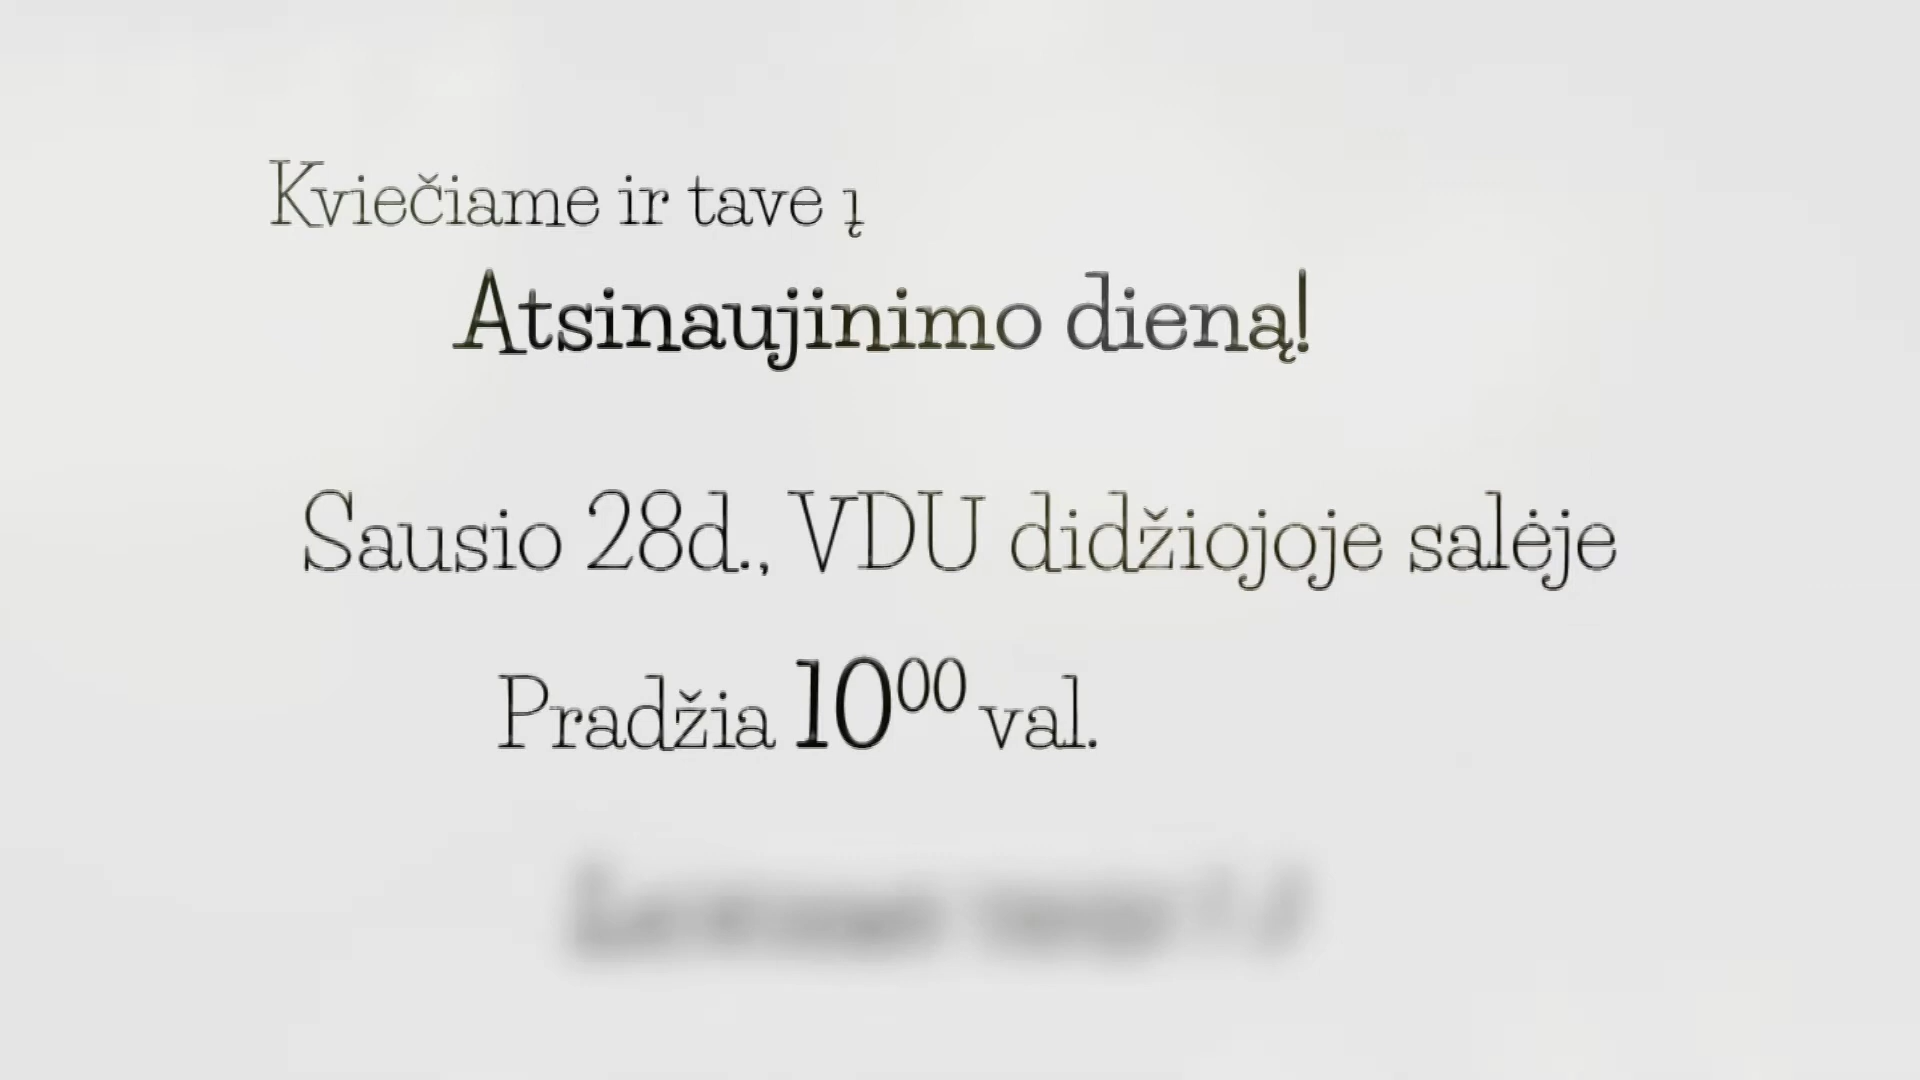 Kviečiame ir tave į
Atsinaujinimo dieną!
Sausio 28d., VDU didžiojoje salėje
Pradžia 10⁰⁰ val.